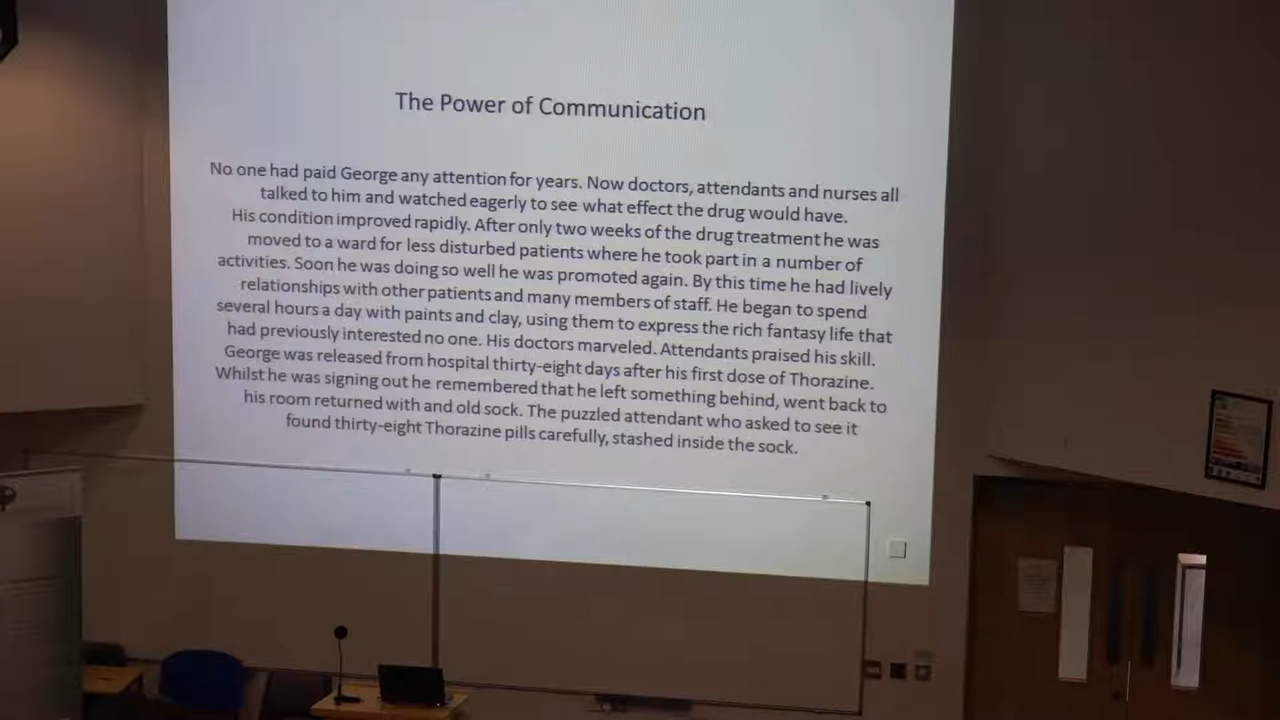 The Power of Communication
No one had paid George any attention for years. Now doctors, attendants and nurses all
talked to him and watched eagerly to see what effect the drug would have.
His condition improved rapidly. After only two weeks of the drug treatment he was
moved to a ward for less disturbed patients where he took part in a number of
activities. Soon he was doing so well he was promoted again. By this time he had lively
relationships with other patients and many members of staff. He began to spend
several hours a day with paints and clay, using them to express the rich fantasy life that
had previously interested no one. His doctors marveled. Attendants praised his skill.
George was released from hospital thirty-eight days after his first dose of Thorazine.
Whilst he was signing out he remembered that he left something behind, went back to
his room returned with and old sock. The puzzled attendant who asked to see it
found thirty-eight Thorazine pills carefully, stashed inside the sock.